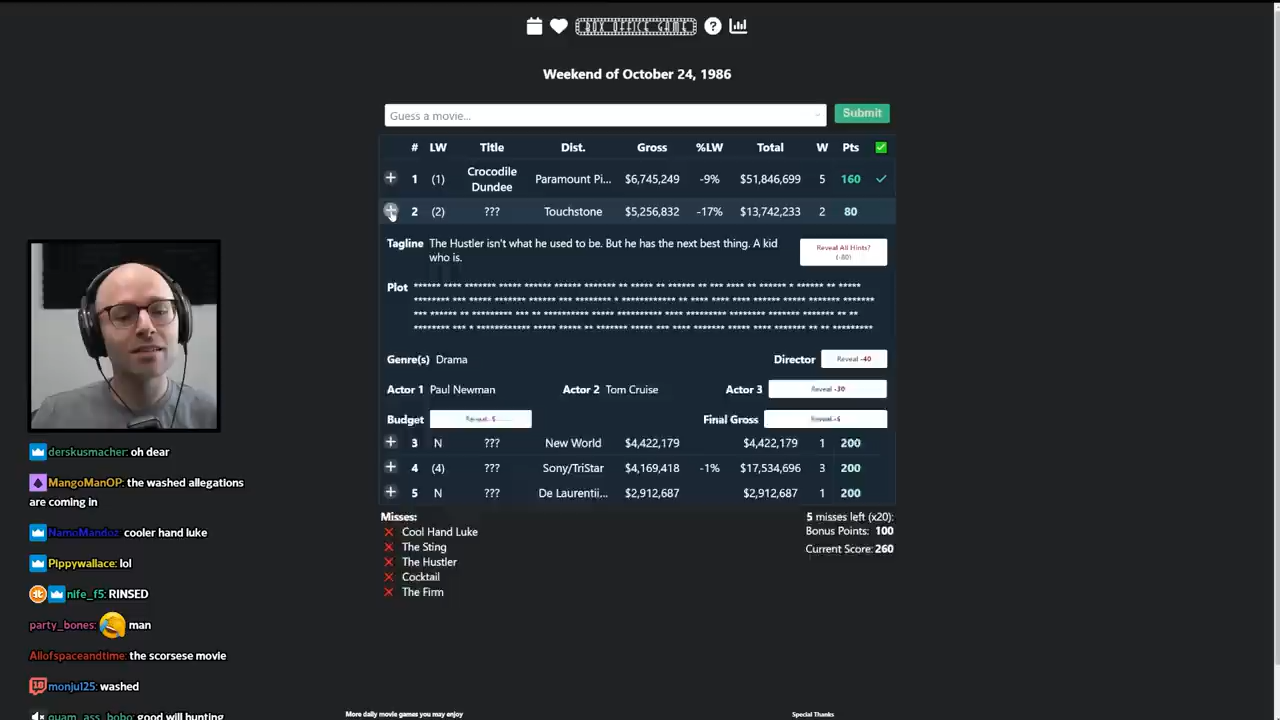 BOX OFFICE GAME
Weekend of October 24, 1986
Guess a movie...
Submit
# LW Title Dist. Gross %LW Total W Pts
1 (1) Crocodile Dundee Paramount Pi... $6,745,249 -9% $51,846,699 5 160
2 (2) ??? Touchstone $5,256,832 -17% $13,742,233 2 80
Tagline The Hustler isn't what he used to be. But he has the next best thing. A kid
who is.
Reveal All Hints?
(-80)
Plot ****** **** ******* ***** ****** ****** ******* ** ***** ** ****** ** *** **** ** ****** * ****** ** *****
******** *** ***** ******** ** ***** ******** * ************ ** **** *** ****** ***** ****** ******* *******
*** ****** ** ********* *** ** ********* **** ********* ******* **** ******** ****** ** ******* ** ******
******** *** * ************ ***** ***** ** ******* ***** *** **** ***** **** ******* ** ** *********
Genre(s) Drama
Director Reveal -40
Actor 1 Paul Newman
Actor 2 Tom Cruise
Actor 3 Reveal -30
Budget Reveal -5
Final Gross Reveal -5
3 N ??? New World $4,422,179 $4,422,179 1 200
4 (4) ??? Sony/TriStar $4,169,418 -1% $17,534,696 3 200
5 N ??? De Laurentii... $2,912,687 $2,912,687 1 200
Misses:
Cool Hand Luke
The Sting
The Hustler
Cocktail
The Firm
5 misses left (x20):
Bonus Points: 100
Current Score: 260
derskusmacher: oh dear
MangoManOP: the washed allegations
are coming in
NamoMandoz: cooler hand luke
Pippywallace: lol
nife_f5: RINSED
party_bones: man
Allofspaceandtime: the scorsese movie
monju125: washed
quam_ass_bobo: good will hunting
More daily movie games you may enjoy
Special Thanks